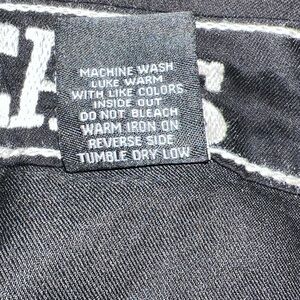 MACHINE WASH
LUKE WARM
WITH LIKE COLORS
INSIDE OUT
DO NOT BLEACH
WARM IRON ON
REVERSE SIDE
TUMBLE DRY LOW